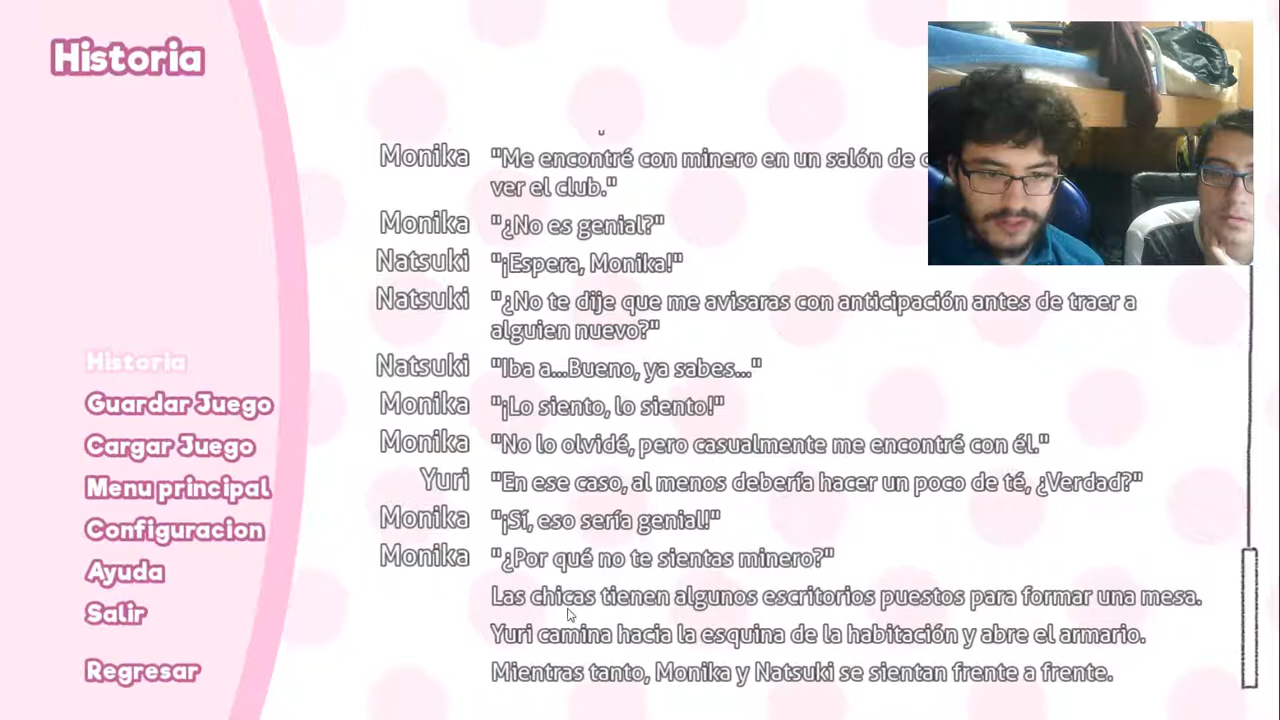 Historia
Monika "Me encontré con minero en un salón de
ver el club."
Monika "¿No es genial?"
Natsuki "¡Espera, Monika!"
Natsuki "¿No te dije que me avisaras con anticipación antes de traer a
alguien nuevo?"
Natsuki "Iba a...Bueno, ya sabes..."
Monika "¡Lo siento, lo siento!"
Monika "No lo olvidé, pero casualmente me encontré con él."
Yuri "En ese caso, al menos debería hacer un poco de té, ¿Verdad?"
Monika "¡Sí, eso sería genial!"
Monika "¿Por qué no te sientas minero?"
Las chicas tienen algunos escritorios puestos para formar una mesa.
Yuri camina hacia la esquina de la habitación y abre el armario.
Mientras tanto, Monika y Natsuki se sientan frente a frente.
Historia
Guardar Juego
Cargar Juego
Menu principal
Configuracion
Ayuda
Salir
Regresar